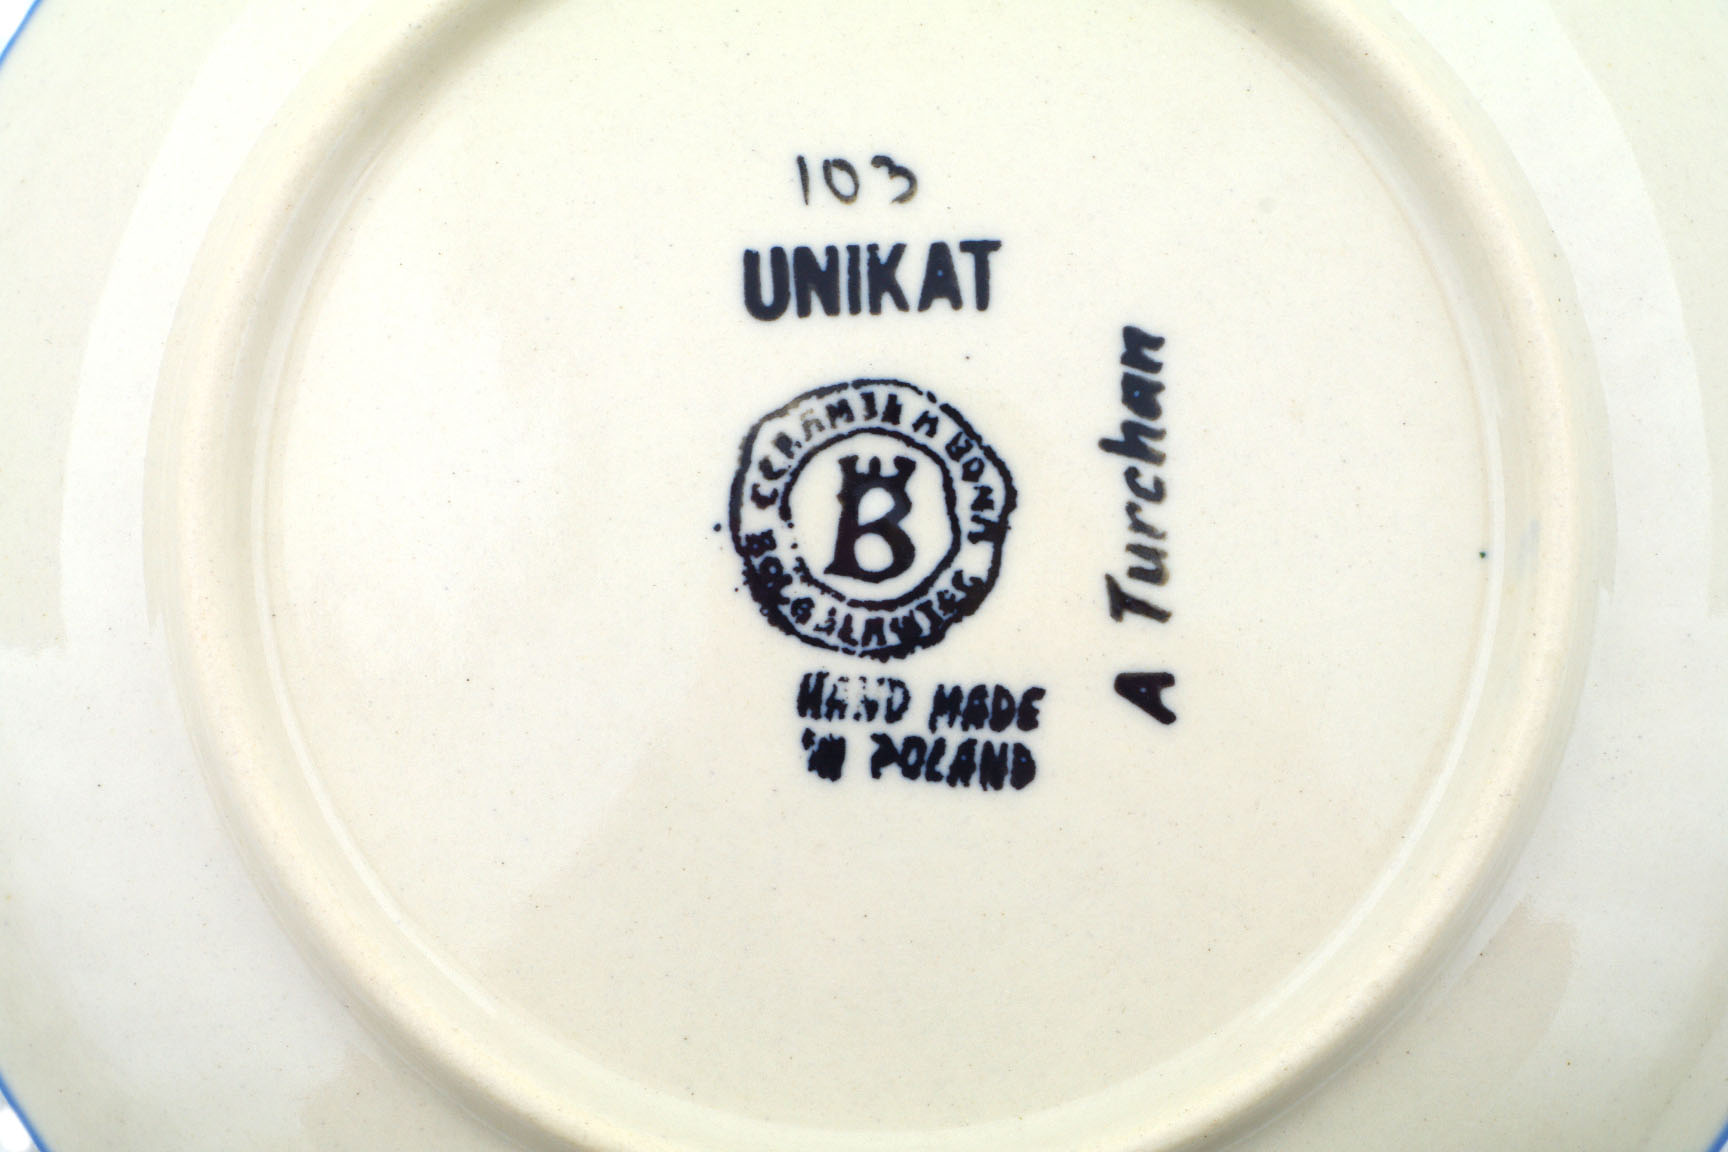 103
UNIKAT
CERAMIKA ARTYSTYCZNA
BOLESŁAWIEC
B
HAND MADE
IN POLAND
A Turchan